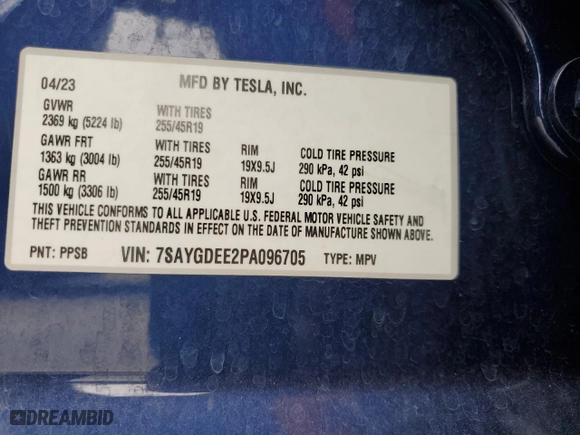 04/23 MFD BY TESLA, INC.
GVWR WITH TIRES
2369 kg (5224 lb) 255/45R19
GAWR FRT WITH TIRES RIM COLD TIRE PRESSURE
1363 kg (3004 lb) 255/45R19 19X9.5J 290 kPa, 42 psi
GAWR RR WITH TIRES RIM COLD TIRE PRESSURE
1500 kg (3306 lb) 255/45R19 19X9.5J 290 kPa, 42 psi
THIS VEHICLE CONFORMS TO ALL APPLICABLE U.S. FEDERAL MOTOR VEHICLE SAFETY AND
THEFT PREVENTION STANDARDS IN EFFECT ON THE DATE OF MANUFACTURE SHOWN ABOVE.
PNT: PPSB VIN: 7SAYGDEE2PA096705 TYPE: MPV
DREAMBID